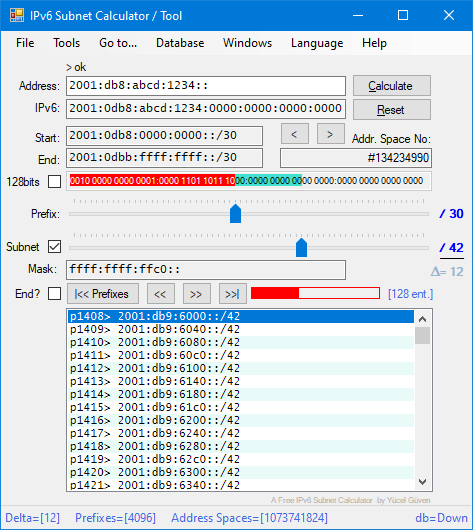 IPv6 Subnet Calculator / Tool
File Tools Go to... Database Windows Language Help
> ok
Address: 2001:db8:abcd:1234:: Calculate
IPv6: 2001:0db8:abcd:1234:0000:0000:0000:0000 Reset
Start: 2001:0db8:0000:0000::/30 < > Addr. Space No:
End: 2001:0dbb:ffff:ffff::/30 #134234990
128bits 0010 0000 0000 0001:0000 1101 1011 1000:0000 0000 0000 0000 0000:0000 0000 0000 0000
Prefix: / 30
Subnet / 42
Mask: ffff:ffff:ffc0:: Δ= 12
End? |<< Prefixes << >> >>| [128 ent.]
p1408> 2001:db9:6000::/42
p1409> 2001:db9:6040::/42
p1410> 2001:db9:6080::/42
p1411> 2001:db9:60c0::/42
p1412> 2001:db9:6100::/42
p1413> 2001:db9:6140::/42
p1414> 2001:db9:6180::/42
p1415> 2001:db9:61c0::/42
p1416> 2001:db9:6200::/42
p1417> 2001:db9:6240::/42
p1418> 2001:db9:6280::/42
p1419> 2001:db9:62c0::/42
p1420> 2001:db9:6300::/42
p1421> 2001:db9:6340::/42
A Free IPv6 Subnet Calculator by Yücel Güven
Delta=[12] Prefixes=[4096] Address Spaces=[1073741824] db=Down